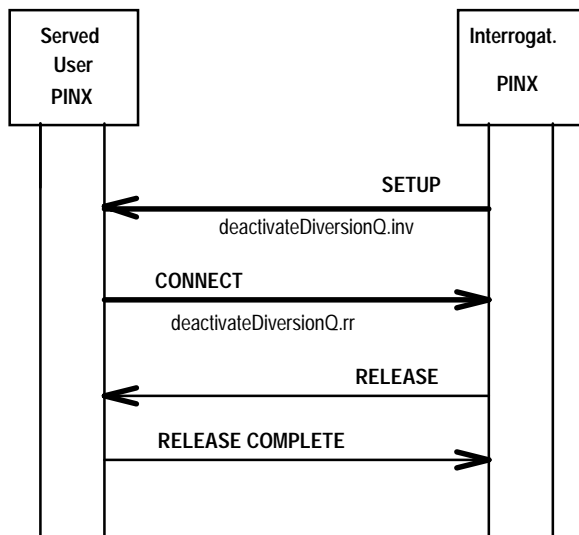 Served
User
PINX
Interrogat.
PINX
SETUP
deactivateDiversionQ.inv
CONNECT
deactivateDiversionQ.rr
RELEASE
RELEASE COMPLETE